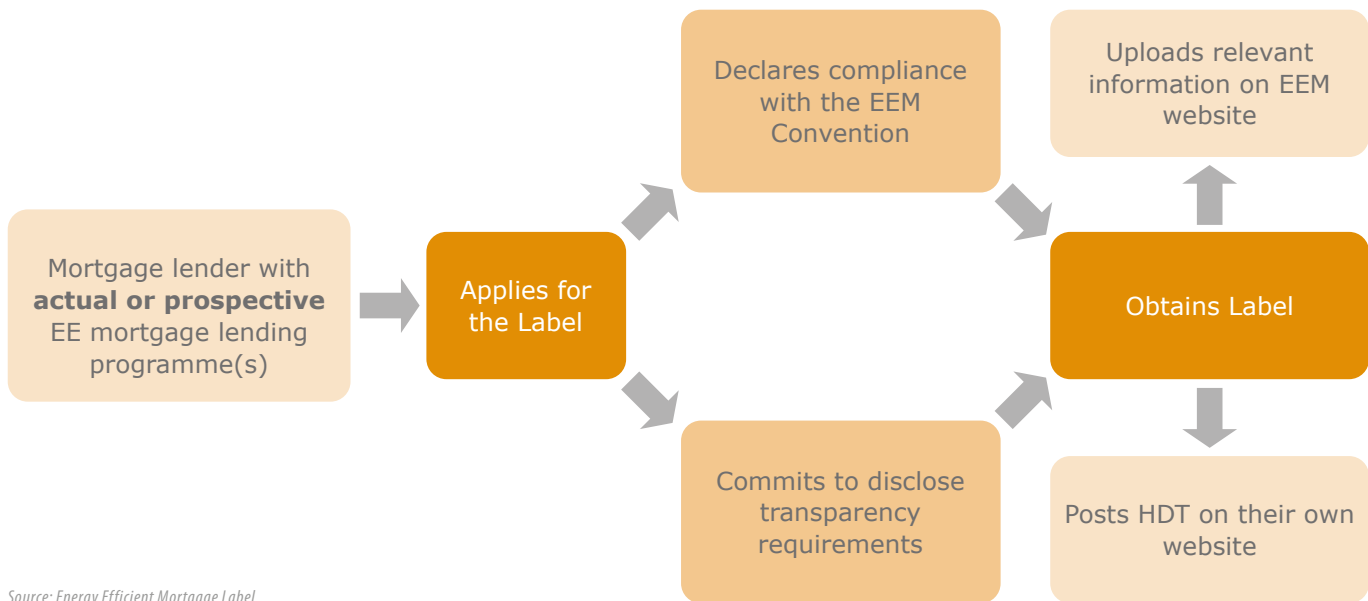 Mortgage lender with
actual or prospective
EE mortgage lending
programme(s)
Applies for
the Label
Declares compliance
with the EEM
Convention
Commits to disclose
transparency
requirements
Obtains Label
Uploads relevant
information on EEM
website
Posts HDT on their own
website
Source: Energy Efficient Mortgage Label